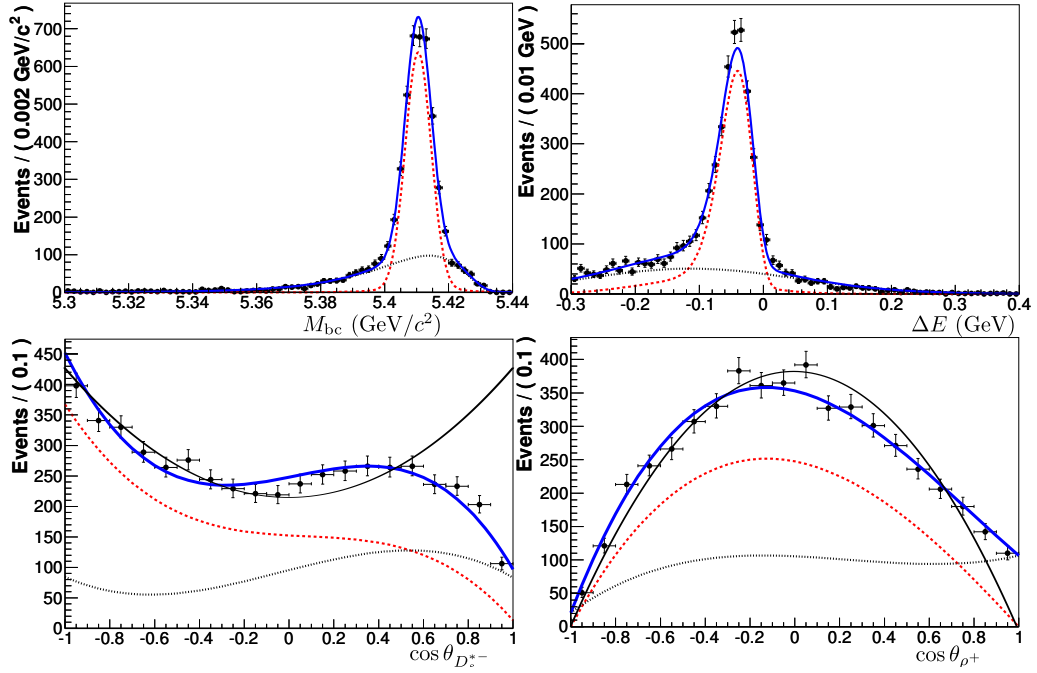 Events / ( 0.002 GeV/c² )
700
600
500
400
300
200
100
0
5.3 5.32 5.34 5.36 5.38 5.4 5.42 5.44
M_bc (GeV/c²)
Events / ( 0.01 GeV )
500
400
300
200
100
0
-0.3 -0.2 -0.1 0 0.1 0.2 0.3 0.4
ΔE (GeV)
Events / ( 0.1 )
450
400
350
300
250
200
150
100
50
0
-1 -0.8 -0.6 -0.4 -0.2 0 0.2 0.4 0.6 0.8 1
cos θ_{D_s^{*-}}
Events / ( 0.1 )
400
350
300
250
200
150
100
50
0
-1 -0.8 -0.6 -0.4 -0.2 0 0.2 0.4 0.6 0.8 1
cos θ_{ρ^+}